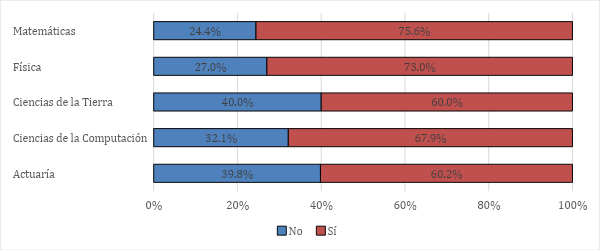 Matemáticas 24.4% 75.6%
Física 27.0% 73.0%
Ciencias de la Tierra 40.0% 60.0%
Ciencias de la Computación 32.1% 67.9%
Actuaría 39.8% 60.2%
0% 20% 40% 60% 80% 100%
No Sí